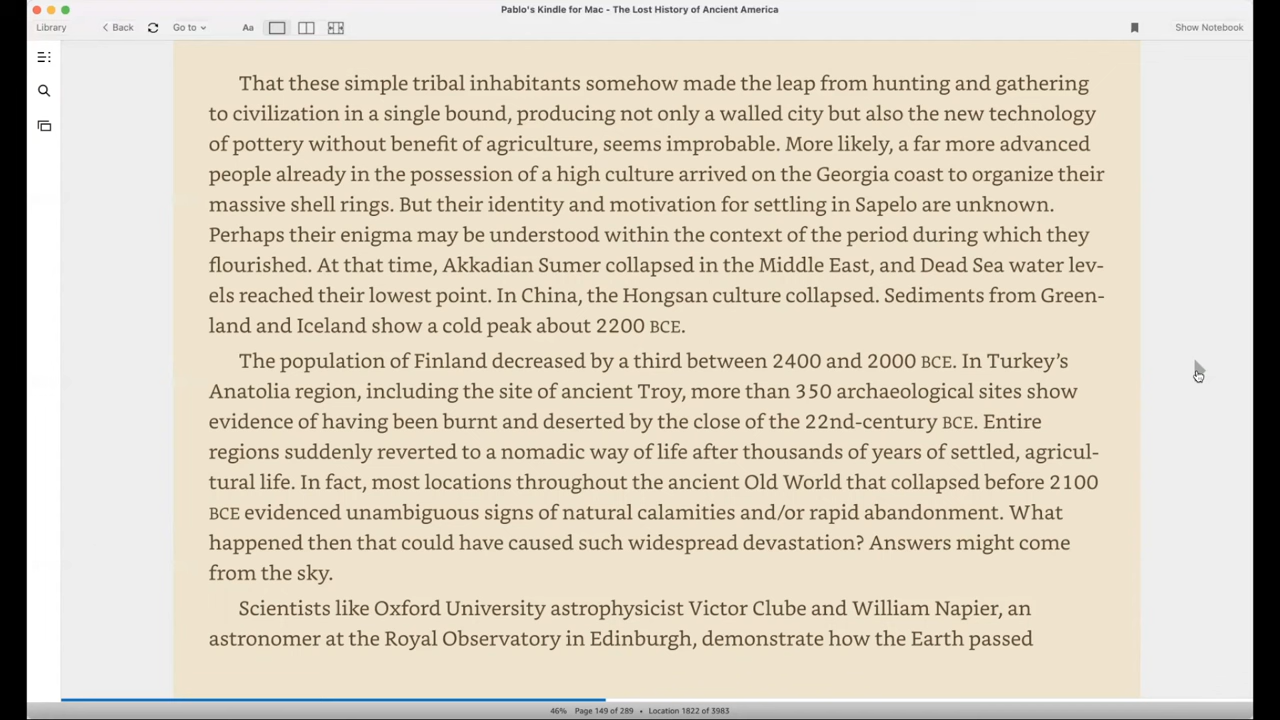 Pablo's Kindle for Mac - The Lost History of Ancient America
Library Back Go to Aa Show Notebook
That these simple tribal inhabitants somehow made the leap from hunting and gathering
to civilization in a single bound, producing not only a walled city but also the new technology
of pottery without benefit of agriculture, seems improbable. More likely, a far more advanced
people already in the possession of a high culture arrived on the Georgia coast to organize their
massive shell rings. But their identity and motivation for settling in Sapelo are unknown.
Perhaps their enigma may be understood within the context of the period during which they
flourished. At that time, Akkadian Sumer collapsed in the Middle East, and Dead Sea water lev-
els reached their lowest point. In China, the Hongsan culture collapsed. Sediments from Green-
land and Iceland show a cold peak about 2200 BCE.
The population of Finland decreased by a third between 2400 and 2000 BCE. In Turkey's
Anatolia region, including the site of ancient Troy, more than 350 archaeological sites show
evidence of having been burnt and deserted by the close of the 22nd-century BCE. Entire
regions suddenly reverted to a nomadic way of life after thousands of years of settled, agricul-
tural life. In fact, most locations throughout the ancient Old World that collapsed before 2100
BCE evidenced unambiguous signs of natural calamities and/or rapid abandonment. What
happened then that could have caused such widespread devastation? Answers might come
from the sky.
Scientists like Oxford University astrophysicist Victor Clube and William Napier, an
astronomer at the Royal Observatory in Edinburgh, demonstrate how the Earth passed
46% Page 149 of 289 • Location 1822 of 3983